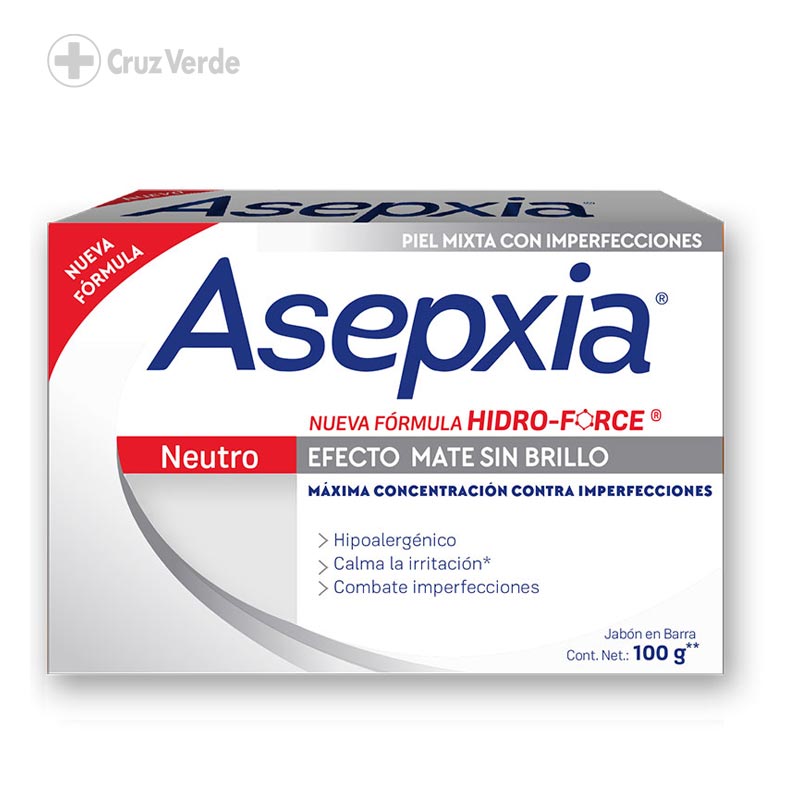 Cruz Verde
NUEVO
Asepxia®
PIEL MIXTA CON IMPERFECCIONES
NUEVA
FÓRMULA
Asepxia®
NUEVA FÓRMULA HIDRO-FORCE®
Neutro
EFECTO MATE SIN BRILLO
MÁXIMA CONCENTRACIÓN CONTRA IMPERFECCIONES
> Hipoalergénico
> Calma la irritación*
> Combate imperfecciones
Jabón en Barra
Cont. Net.: 100 g**